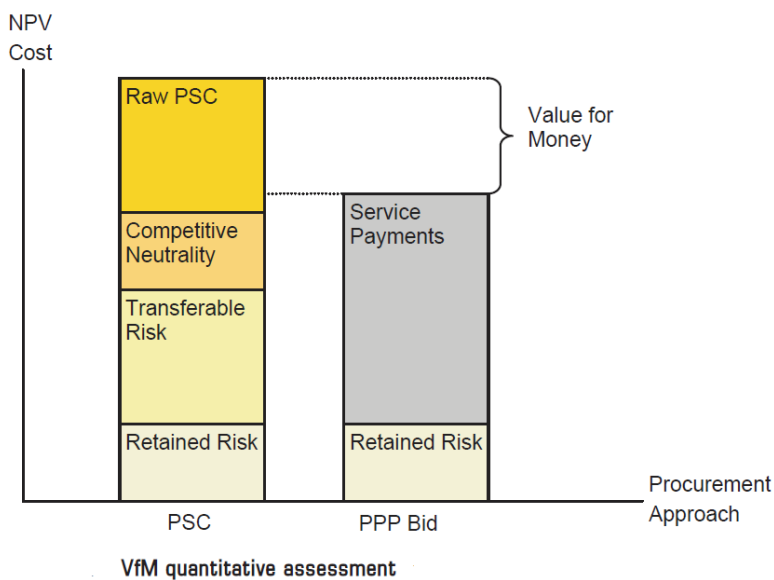 NPV
Cost
Raw PSC
Value for
Money
Service
Payments
Competitive
Neutrality
Transferable
Risk
Retained Risk
Retained Risk
Procurement
Approach
PSC
PPP Bid
VfM quantitative assessment